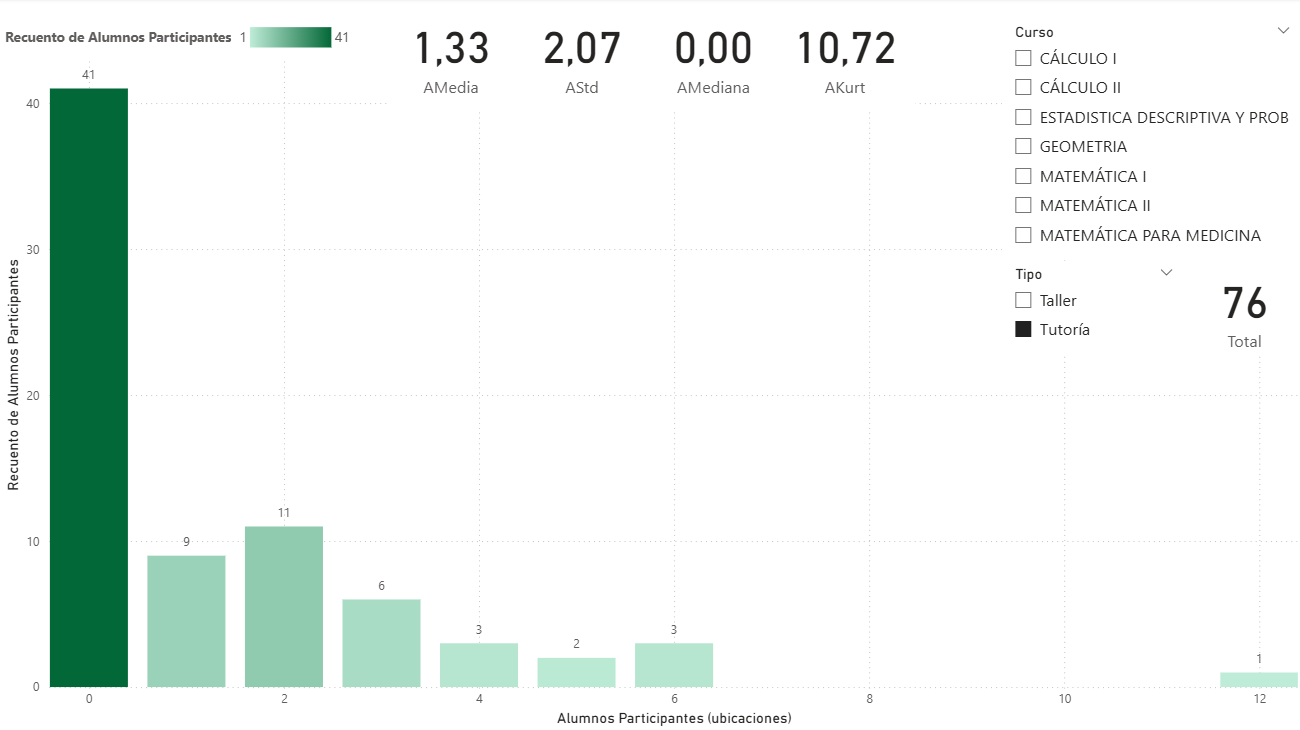 Recuento de Alumnos Participantes 1 41
1,33
AMedia
2,07
AStd
0,00
AMediana
10,72
AKurt
Curso
CÁLCULO I
CÁLCULO II
ESTADISTICA DESCRIPTIVA Y PROB
GEOMETRIA
MATEMÁTICA I
MATEMÁTICA II
MATEMÁTICA PARA MEDICINA
Tipo
Taller
Tutoría
76
Total
Recuento de Alumnos Participantes
40
30
20
10
0
41
9
11
6
3
2
3
1
0 2 4 6 8 10 12
Alumnos Participantes (ubicaciones)